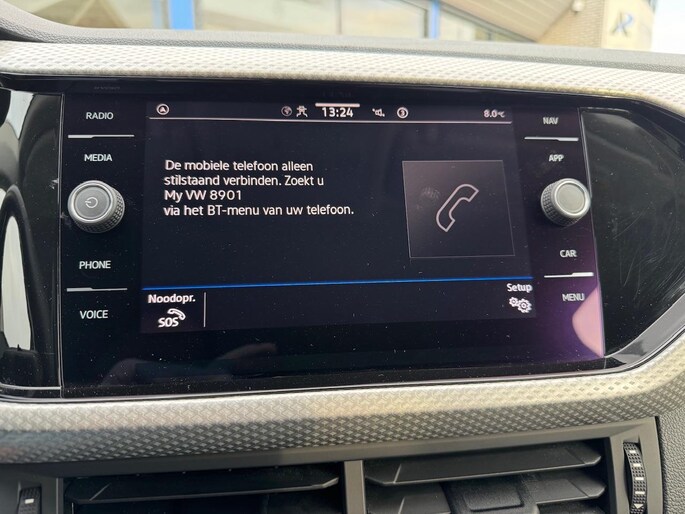 RADIO
MEDIA
PHONE
VOICE
13:24
3
8.0°C
De mobiele telefoon alleen
stilstaand verbinden. Zoekt u
My VW 8901
via het BT-menu van uw telefoon.
Noodopr.
SOS
Setup
NAV
APP
CAR
MENU